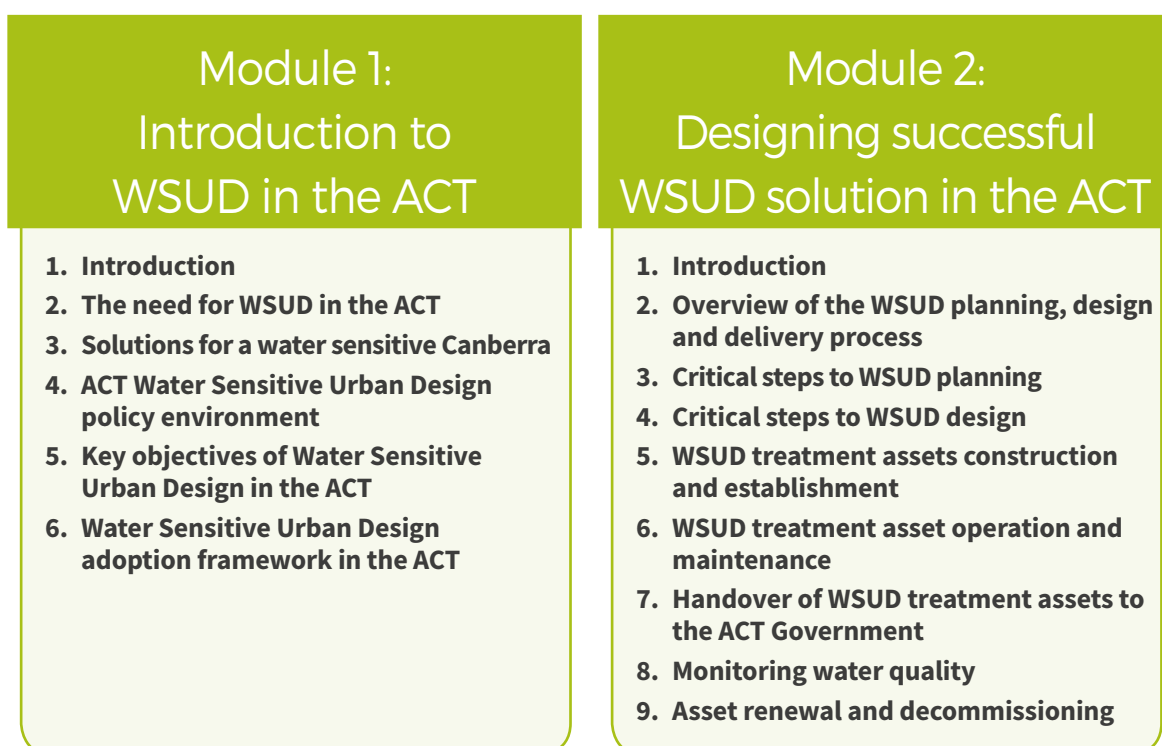 Module 1:
Introduction to
WSUD in the ACT
1. Introduction
2. The need for WSUD in the ACT
3. Solutions for a water sensitive Canberra
4. ACT Water Sensitive Urban Design
policy environment
5. Key objectives of Water Sensitive
Urban Design in the ACT
6. Water Sensitive Urban Design
adoption framework in the ACT
Module 2:
Designing successful
WSUD solution in the ACT
1. Introduction
2. Overview of the WSUD planning, design
and delivery process
3. Critical steps to WSUD planning
4. Critical steps to WSUD design
5. WSUD treatment assets construction
and establishment
6. WSUD treatment asset operation and
maintenance
7. Handover of WSUD treatment assets to
the ACT Government
8. Monitoring water quality
9. Asset renewal and decommissioning